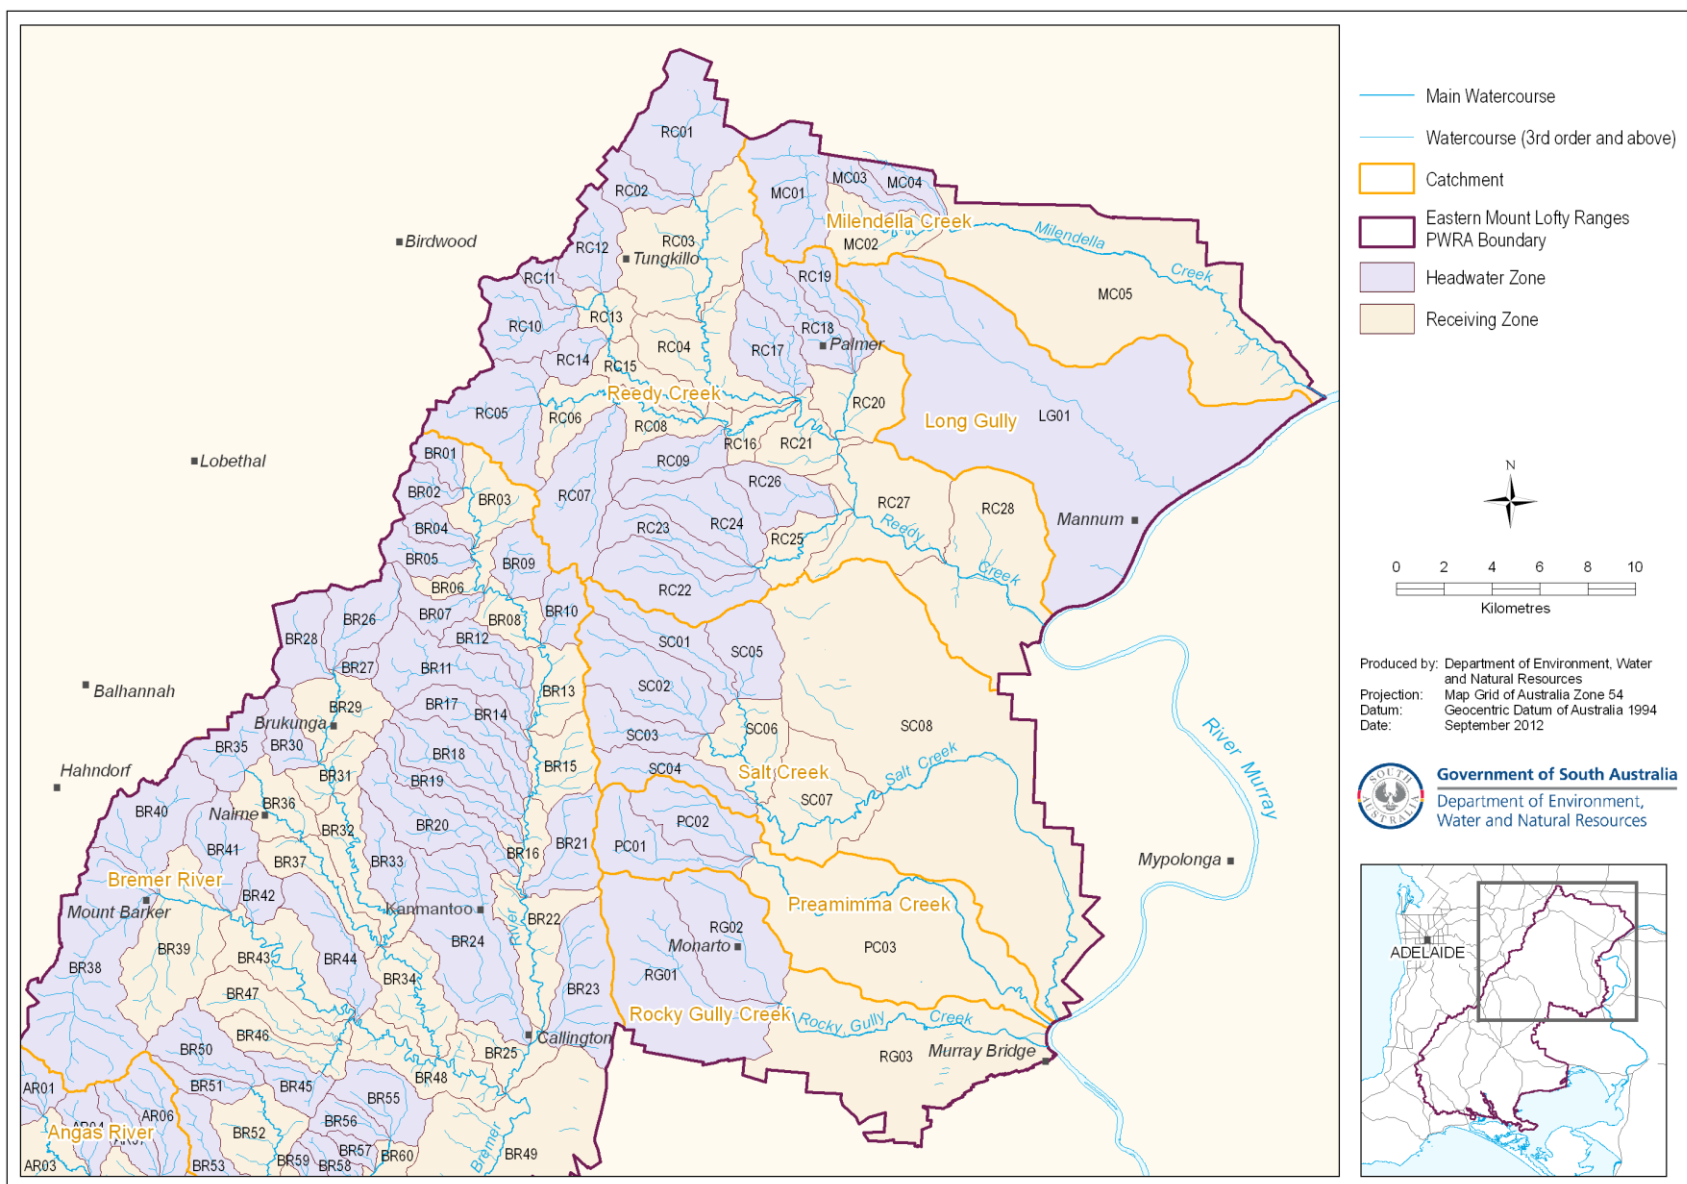 RC01
RC02
MC01
MC03
MC04
Milendella Creek
Milendella
Creek
MC02
MC05
Birdwood
RC12
RC03
Tungkillo
RC11
RC19
RC13
RC10
RC18
RC04
RC17
Palmer
RC14
RC15
Reedy Creek
RC05
RC06
RC08
RC20
LG01
Long Gully
RC16
RC21
Lobethal
BR01
RC09
RC26
BR02
BR03
RC07
RC27
RC28
Mannum
BR04
RC23
RC24
Reedy
Creek
RC25
BR05
BR09
BR06
RC22
BR07
BR08
BR10
BR26
BR28
BR12
SC01
SC05
BR27
BR11
Balhannah
SC02
BR13
BR29
BR17
BR14
Brukunga
SC06
SC08
River Murray
BR35
BR30
SC03
BR18
Hahndorf
BR31
BR15
SC04
Salt Creek
Salt Creek
BR19
BR36
SC07
BR40
Nairne
BR32
BR20
PC02
BR41
BR37
BR33
BR16
BR21
PC01
Mypolonga
Bremer River
BR42
Mount Barker
Kanmantoo
River
BR22
Preamimma Creek
RG02
BR39
BR43
BR24
Monarto
PC03
BR38
BR44
BR34
RG01
BR47
BR23
Rocky Gully Creek
Rocky Gully
Creek
BR46
Callington
BR50
BR25
RG03
Murray Bridge
AR01
BR51
BR45
BR48
AR06
BR55
AR04
BR56
Angas River
BR52
BR57
AR03
BR53
BR59
BR58
BR60
Bremer
BR49
Main Watercourse
Watercourse (3rd order and above)
Catchment
Eastern Mount Lofty Ranges
PWRA Boundary
Headwater Zone
Receiving Zone
N
0 2 4 6 8 10
Kilometres
Produced by: Department of Environment, Water
and Natural Resources
Projection: Map Grid of Australia Zone 54
Datum: Geocentric Datum of Australia 1994
Date: September 2012
SOUTH
AUSTRALIA
Government of South Australia
Department of Environment,
Water and Natural Resources
ADELAIDE